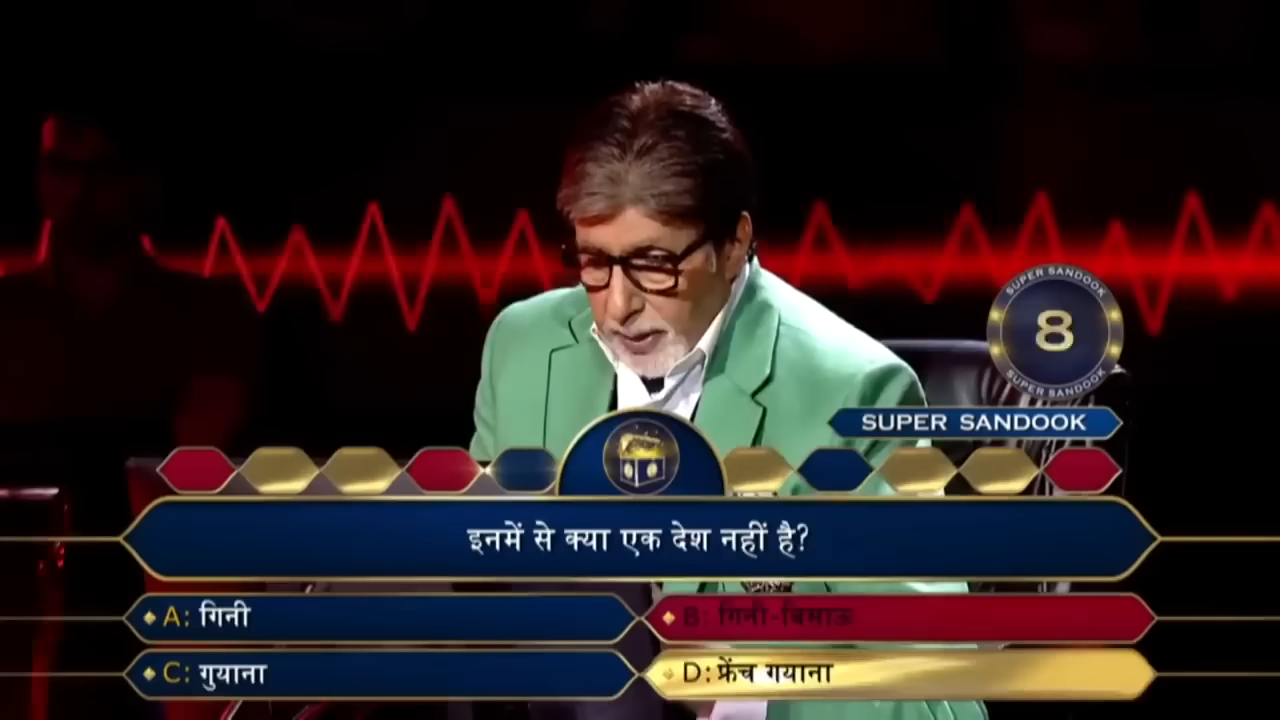 SUPER SANDOOK
8
SUPER SANDOOK
SUPER SANDOOK
इनमें से क्या एक देश नहीं है?
A: गिनी
B: गिनी-बिसाऊ
C: गुयाना
D: फ्रेंच गयाना